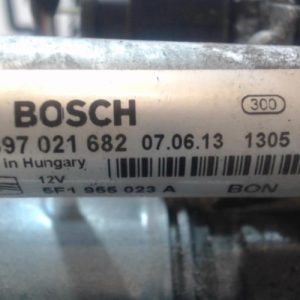 BOSCH 300
97 021 682 07.06.13 1305
in Hungary
12V
5F1 955 023 A BON